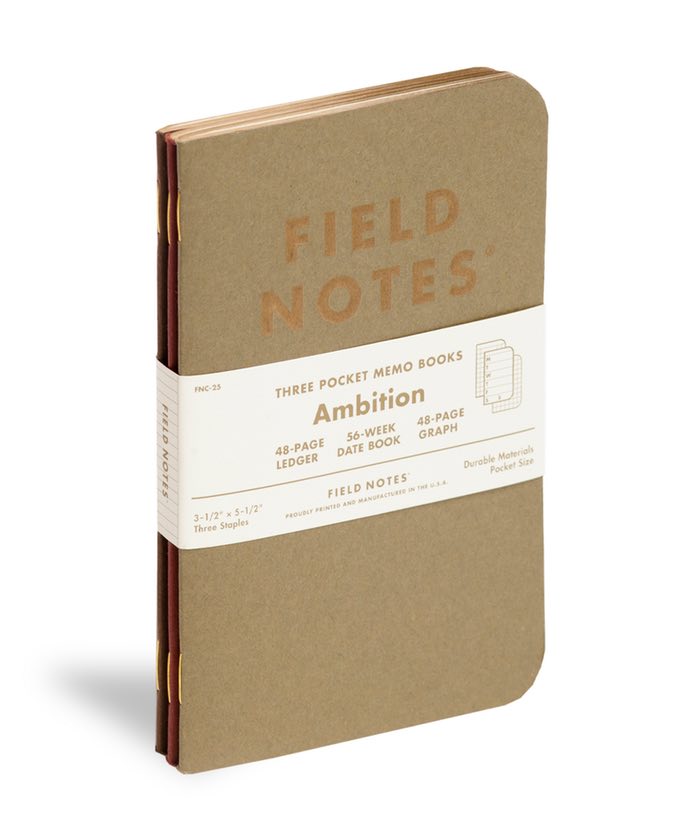 FIELD
NOTES®
FNC-25
THREE POCKET MEMO BOOKS
Ambition
48-PAGE
LEDGER
56-WEEK
DATE BOOK
48-PAGE
GRAPH
3-1/2" × 5-1/2"
Three Staples
FIELD NOTES
PROUDLY PRINTED AND MANUFACTURED IN THE U.S.A.
Durable Materials
Pocket Size
FIELD NOTES